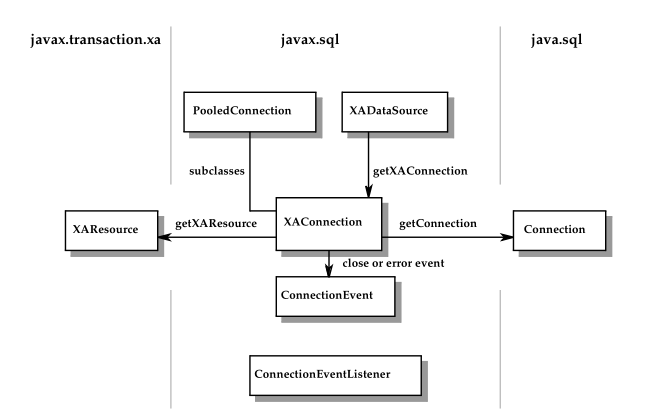 javax.transaction.xa
javax.sql
java.sql
PooledConnection
XADataSource
subclasses
getXAConnection
XAResource
getXAResource
XAConnection
getConnection
Connection
close or error event
ConnectionEvent
ConnectionEventListener